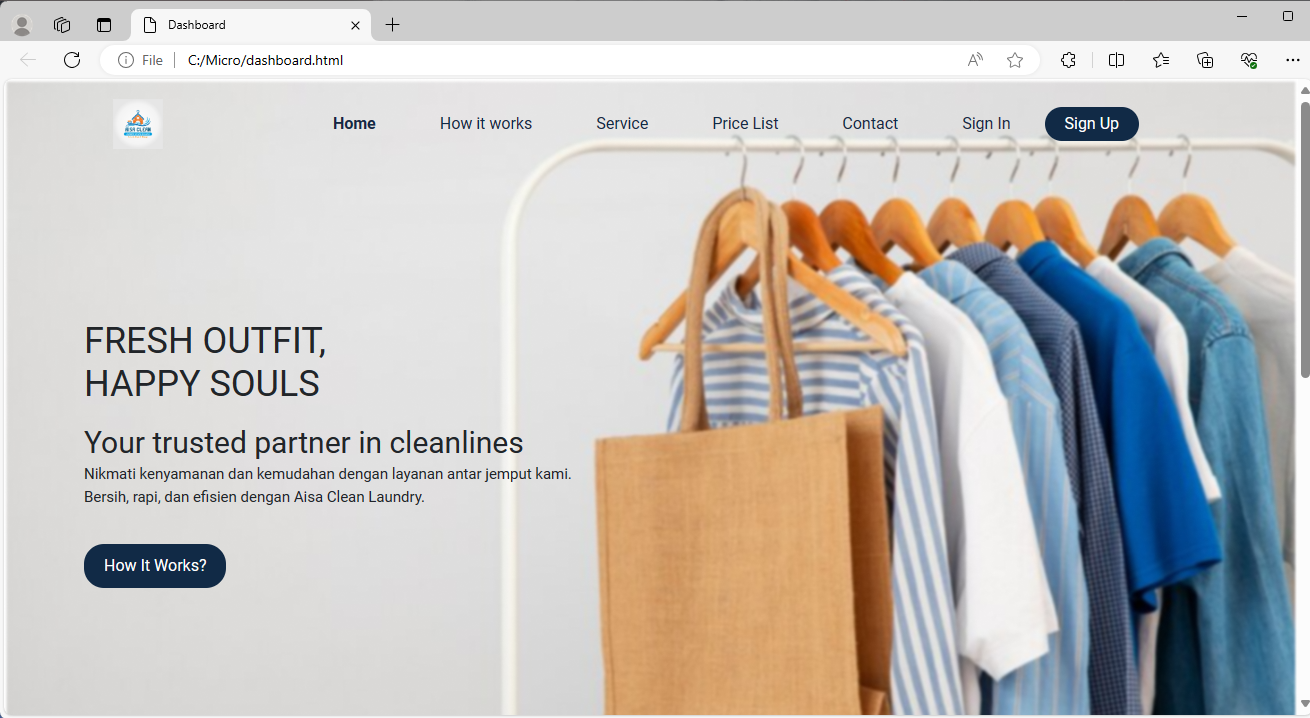 Dashboard
File
C:/Micro/dashboard.html
AISA CLEAN
Home
How it works
Service
Price List
Contact
Sign In
Sign Up
FRESH OUTFIT,
HAPPY SOULS
Your trusted partner in cleanlines
Nikmati kenyamanan dan kemudahan dengan layanan antar jemput kami.
Bersih, rapi, dan efisien dengan Aisa Clean Laundry.
How It Works?